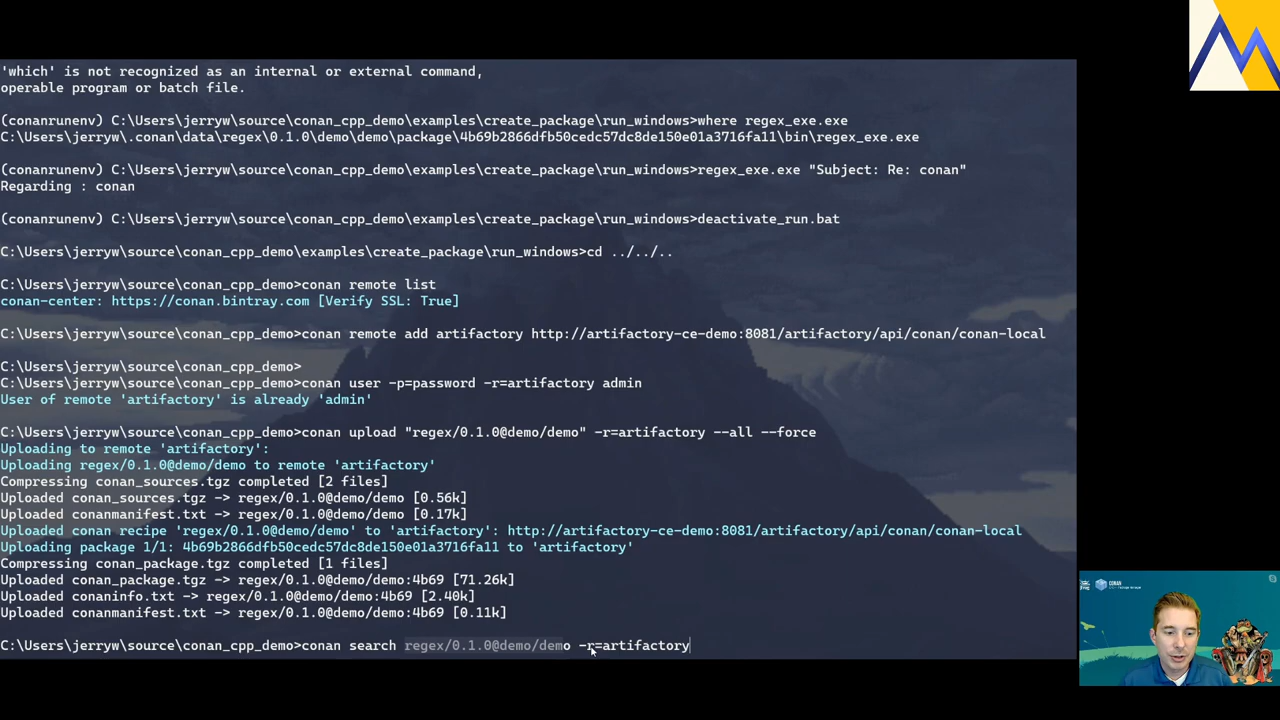 'which' is not recognized as an internal or external command,
operable program or batch file.
(conanrunenv) C:\Users\jerryw\source\conan_cpp_demo\examples\create_package\run_windows>where regex_exe.exe
C:\Users\jerryw\.conan\data\regex\0.1.0\demo\demo\package\4b69b2866dfb50cedc57dc8de150e01a3716fa11\bin\regex_exe.exe
(conanrunenv) C:\Users\jerryw\source\conan_cpp_demo\examples\create_package\run_windows>regex_exe.exe "Subject: Re: conan"
Regarding : conan
(conanrunenv) C:\Users\jerryw\source\conan_cpp_demo\examples\create_package\run_windows>deactivate_run.bat
C:\Users\jerryw\source\conan_cpp_demo\examples\create_package\run_windows>cd ../../..
C:\Users\jerryw\source\conan_cpp_demo>conan remote list
conan-center: https://conan.bintray.com [Verify SSL: True]
C:\Users\jerryw\source\conan_cpp_demo>conan remote add artifactory http://artifactory-ce-demo:8081/artifactory/api/conan/conan-local
C:\Users\jerryw\source\conan_cpp_demo>
C:\Users\jerryw\source\conan_cpp_demo>conan user -p=password -r=artifactory admin
User of remote 'artifactory' is already 'admin'
C:\Users\jerryw\source\conan_cpp_demo>conan upload "regex/0.1.0@demo/demo" -r=artifactory --all --force
Uploading to remote 'artifactory':
Uploading regex/0.1.0@demo/demo to remote 'artifactory'
Compressing conan_sources.tgz completed [2 files]
Uploaded conan_sources.tgz -> regex/0.1.0@demo/demo [0.56k]
Uploaded conanmanifest.txt -> regex/0.1.0@demo/demo [0.17k]
Uploaded conan recipe 'regex/0.1.0@demo/demo' to 'artifactory': http://artifactory-ce-demo:8081/artifactory/api/conan/conan-local
Uploading package 1/1: 4b69b2866dfb50cedc57dc8de150e01a3716fa11 to 'artifactory'
Compressing conan_package.tgz completed [1 files]
Uploaded conan_package.tgz -> regex/0.1.0@demo/demo:4b69 [71.26k]
Uploaded conaninfo.txt -> regex/0.1.0@demo/demo:4b69 [2.40k]
Uploaded conanmanifest.txt -> regex/0.1.0@demo/demo:4b69 [0.11k]
C:\Users\jerryw\source\conan_cpp_demo>conan search regex/0.1.0@demo/demo -r=artifactory
CONAN